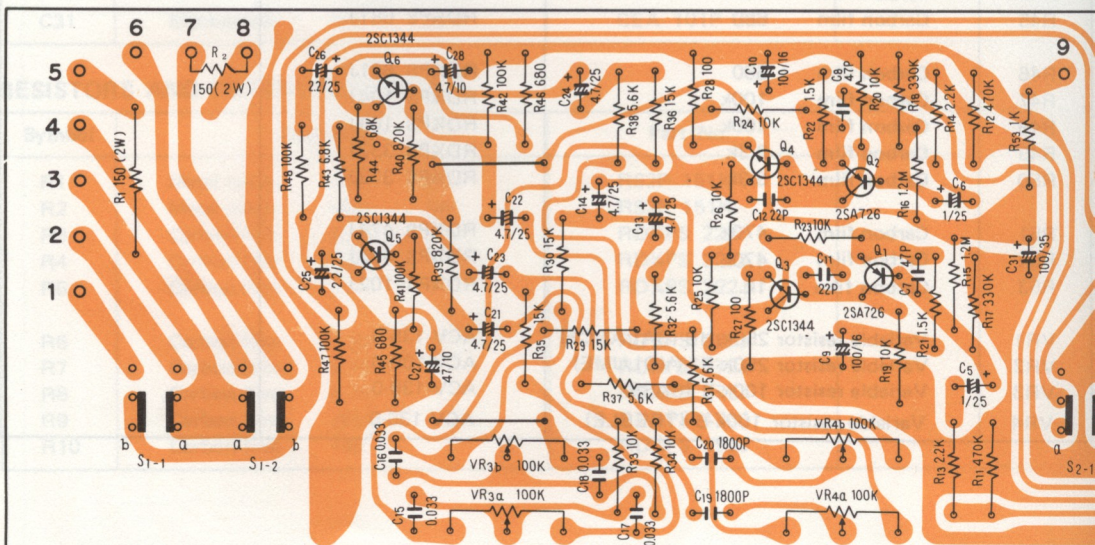 6
7
8
9
5
4
3
2
1
R2
150(2W)
R1 150 (2W)
C26
2.2/25
2SC1344
Q6
C28
47/10
R42 100K
R46 680
C24
4.7/25
R38 5.6K
R36 15K
R28 100
C10
100/16
R24 10K
R22 1.5K
C8 47P
R20 10K
R18 330K
R14 2.2K
R12 470K
R53 1K
R48 100K
R43 6.8K
R44 6.8K
R40 820K
2SC1344
Q5
C25
2.2/25
R41 100K
R39 820K
C22
4.7/25
C23
4.7/25
C21
4.7/25
R30 15K
C14
4.7/25
C13
4.7/25
R26 10K
Q4
2SC1344
C12 22P
Q2
2SA726
R16 1.2M
C6
1/25
R23 10K
C11
22P
Q1
2SA726
C7 47P
R15 1.2M
R17 330K
C31
100/35
R25 10K
R27 100
Q3
2SC1344
R32 5.6K
R47 100K
R45 680
C27
47/10
R35 15K
R29 15K
R37 5.6K
R31 5.6K
C9
100/16
R19 10K
R21 1.5K
C5
1/25
b a a b
S1-1 S1-2
C16 0.033
VR3b 100K
C18 0.033
R33 10K
R34 10K
C20 1800P
VR4b 100K
R13 2.2K
R11 470K
a
S2-1
C15
0.033
VR3a 100K
C17
0.033
C19 1800P
VR4a 100K